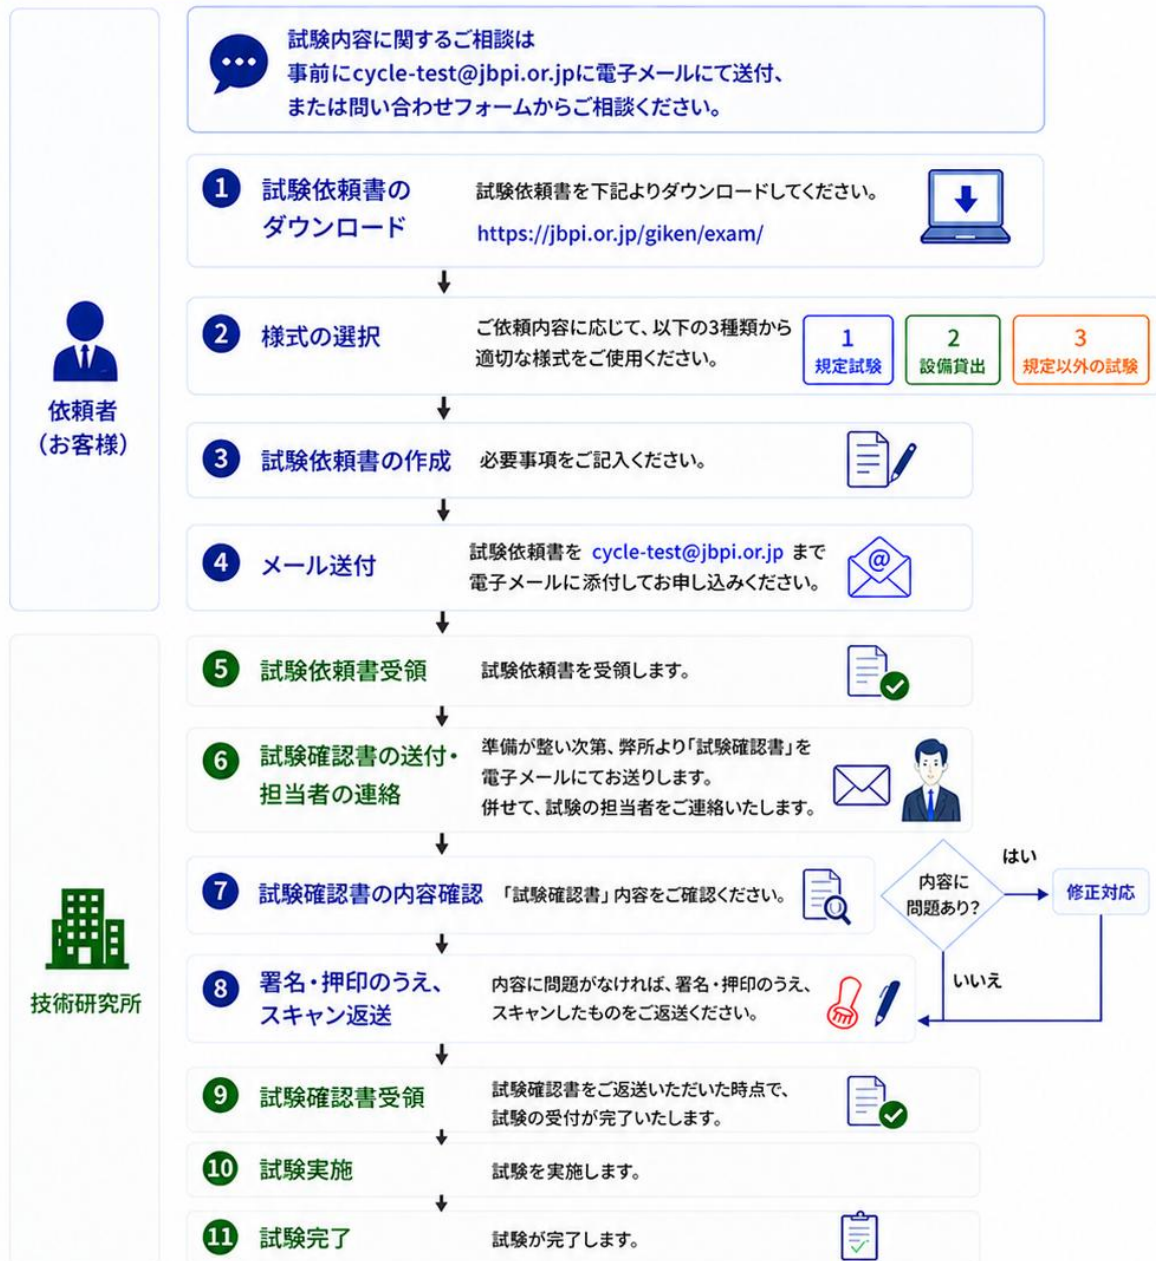 試験内容に関するご相談は
事前にcycle-test@jbpi.or.jpに電子メールにて送付、
または問い合わせフォームからご相談ください。
1 試験依頼書の
ダウンロード
試験依頼書を下記よりダウンロードしてください。
https://jbpi.or.jp/giken/exam/
2 様式の選択
ご依頼内容に応じて、以下の3種類から
適切な様式をご使用ください。
1
規定試験
2
設備貸出
3
規定以外の試験
依頼者
（お客様）
3 試験依頼書の作成
必要事項をご記入ください。
4 メール送付
試験依頼書を cycle-test@jbpi.or.jp まで
電子メールに添付してお申し込みください。
@
5 試験依頼書受領
試験依頼書を受領します。
6 試験確認書の送付・
担当者の連絡
準備が整い次第、弊所より「試験確認書」を
電子メールにてお送りします。
併せて、試験の担当者をご連絡いたします。
7 試験確認書の内容確認
「試験確認書」内容をご確認ください。
内容に
問題あり?
はい
修正対応
いいえ
技術研究所
8 署名・押印のうえ、
スキャン返送
内容に問題がなければ、署名・押印のうえ、
スキャンしたものをご返送ください。
9 試験確認書受領
試験確認書をご返送いただいた時点で、
試験の受付が完了いたします。
10 試験実施
試験を実施します。
11 試験完了
試験が完了します。